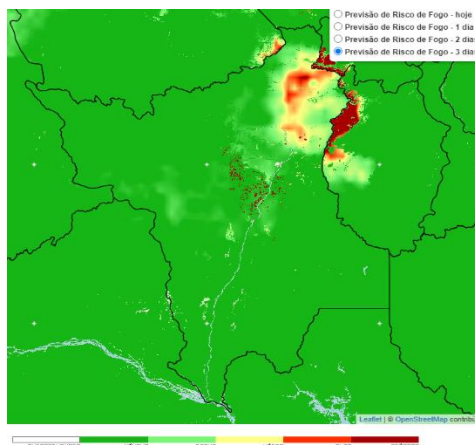 Previsão de Risco de Fogo - hoje
Previsão de Risco de Fogo - 1 dia
Previsão de Risco de Fogo - 2 dias
Previsão de Risco de Fogo - 3 dias
Leaflet | © OpenStreetMap contribu